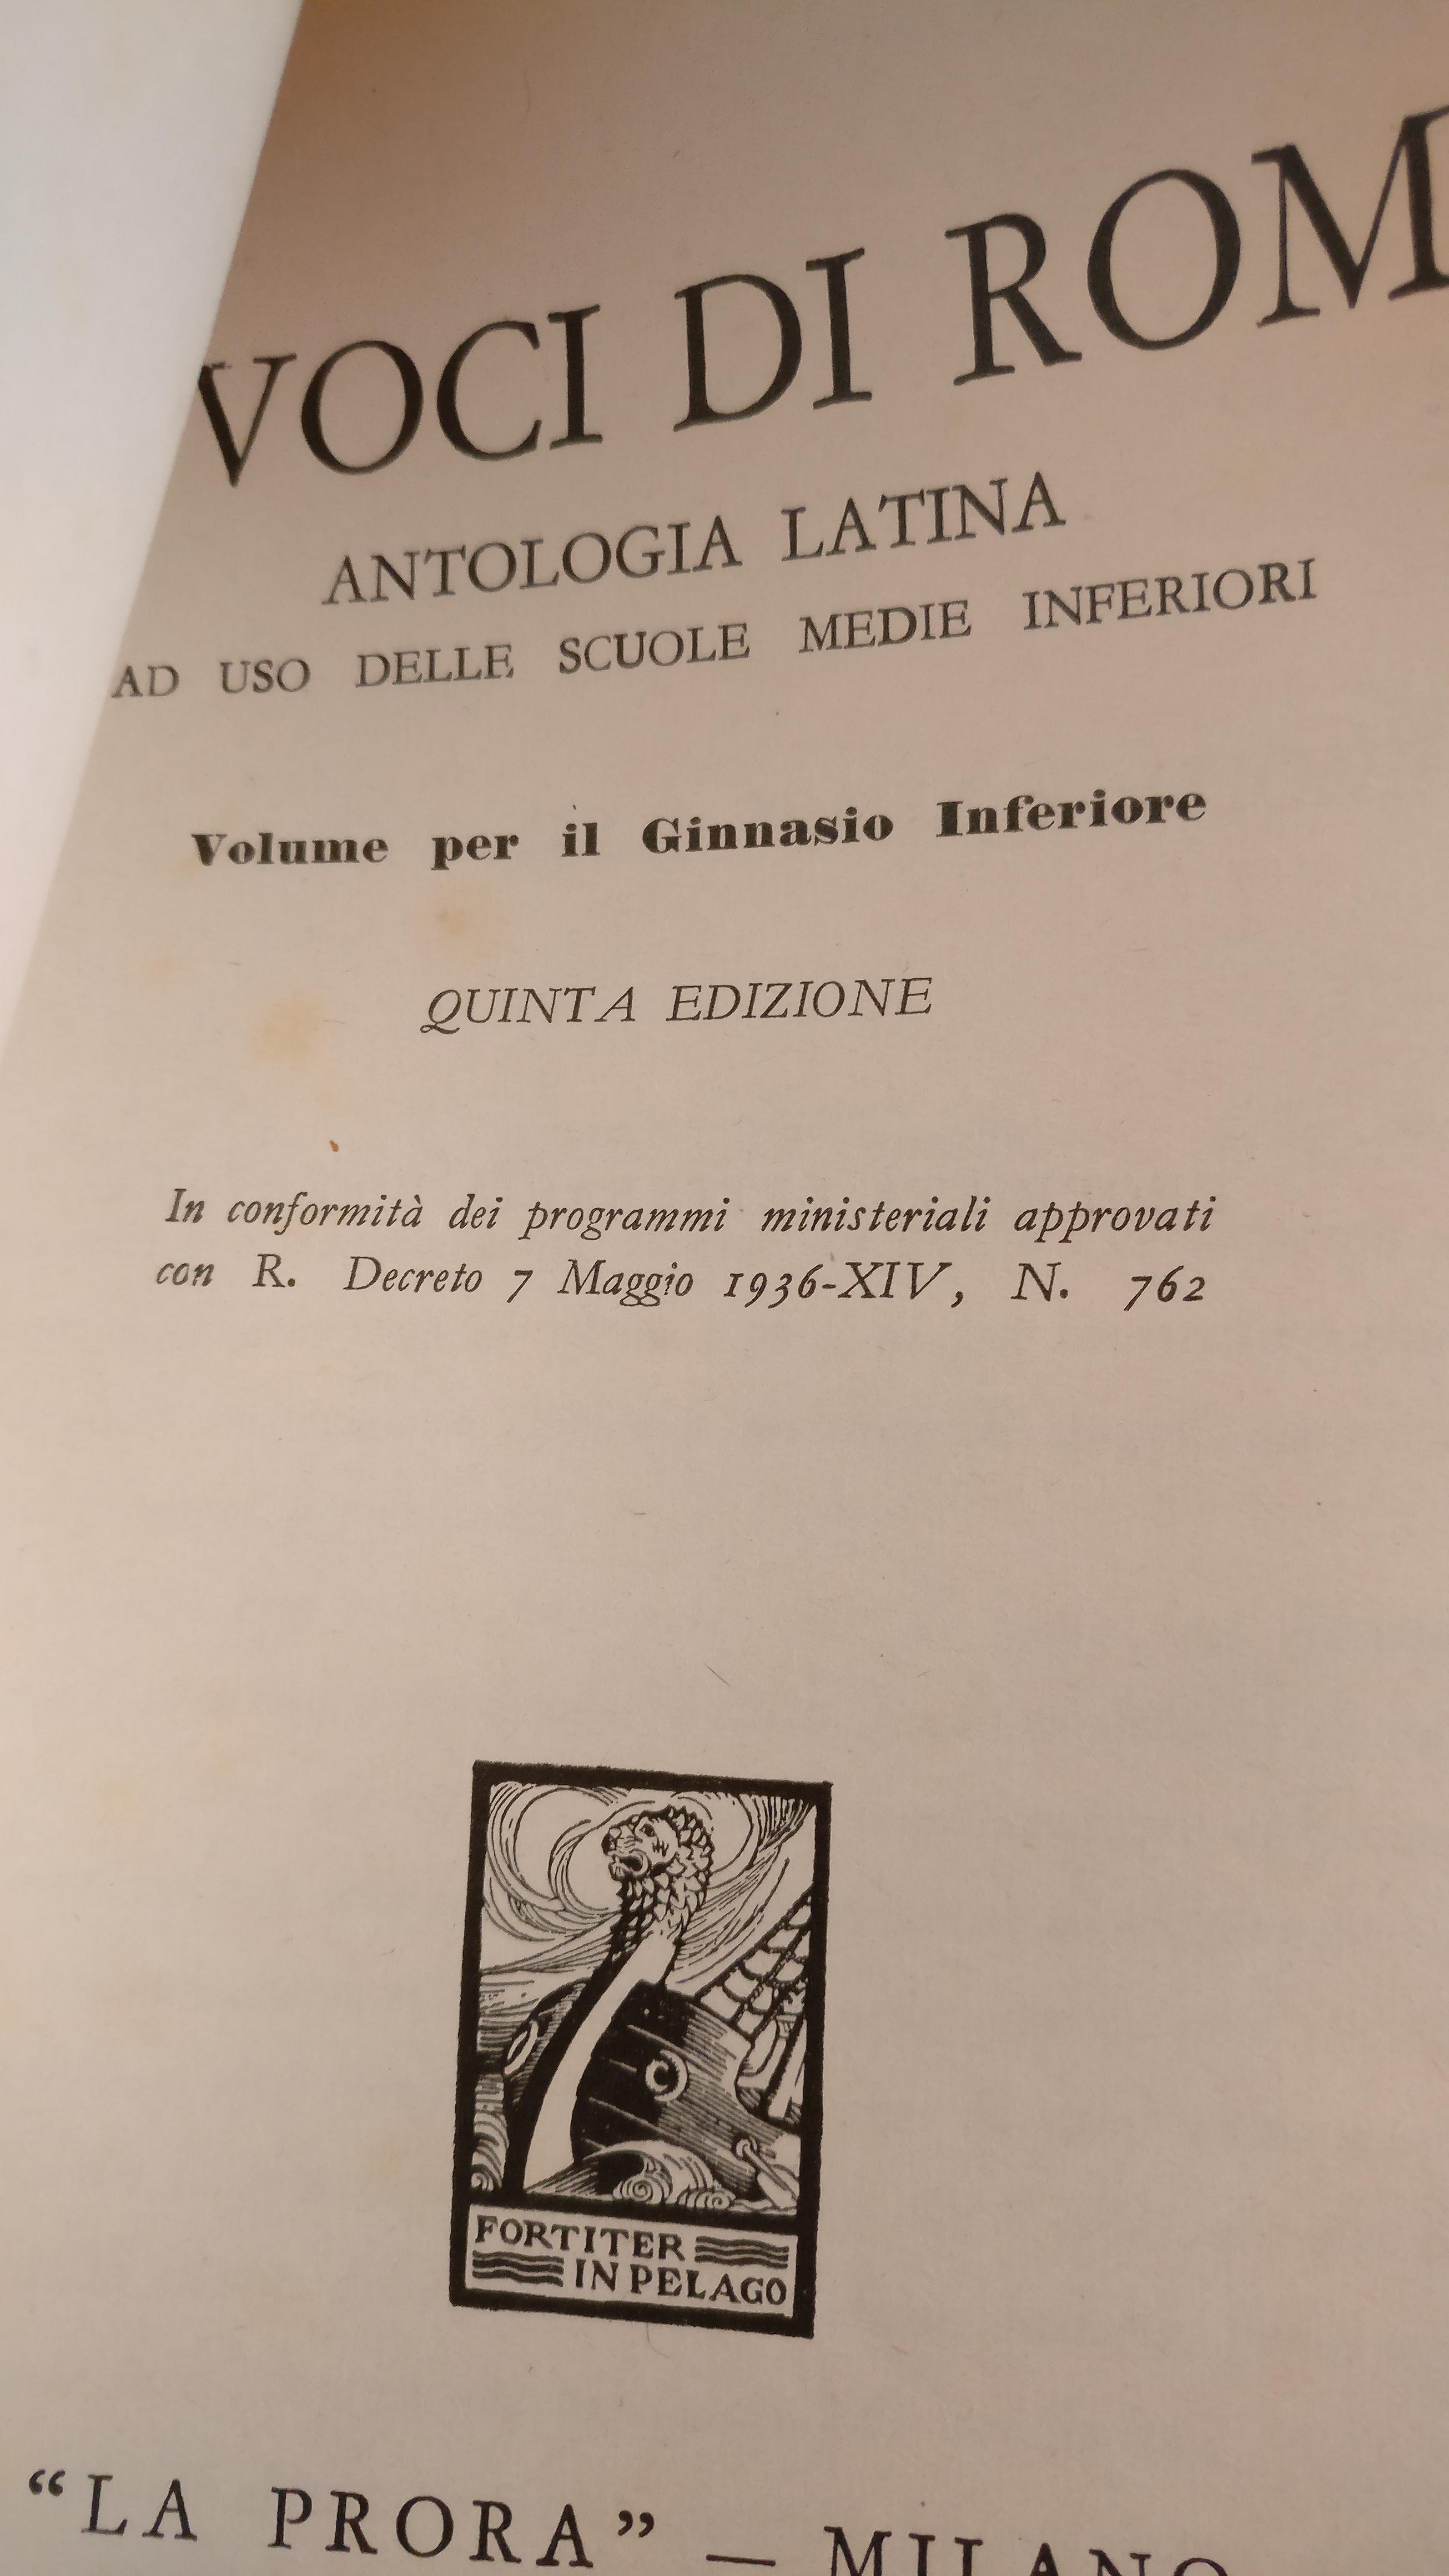 VOCI DI ROM
ANTOLOGIA LATINA
AD USO DELLE SCUOLE MEDIE INFERIORI
Volume per il Ginnasio Inferiore
QUINTA EDIZIONE
In conformità dei programmi ministeriali approvati
con R. Decreto 7 Maggio 1936-XIV, N. 762
FORTITER
IN PELAGO
“LA PRORA” — MILANO